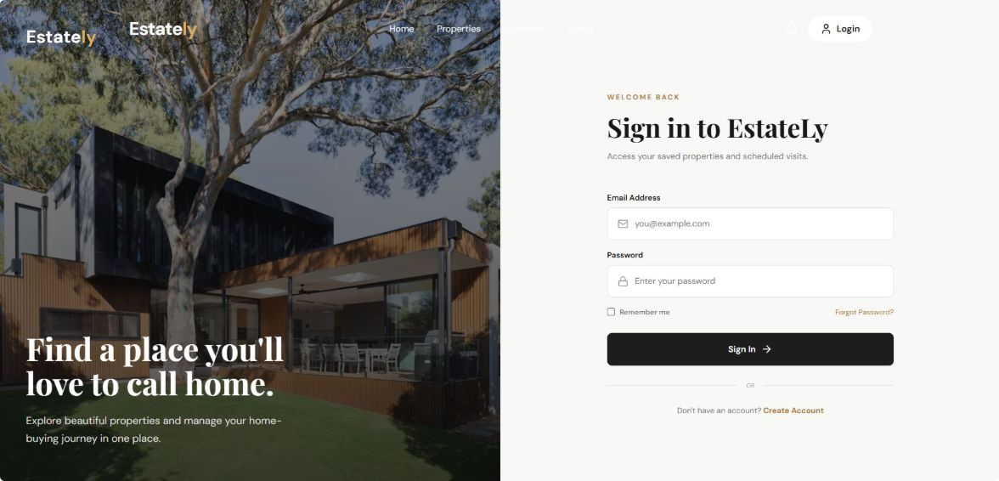 Estately
Estately
Home
Properties
Locations
About
Login
Find a place you'll
love to call home.
Explore beautiful properties and manage your home-
buying journey in one place.
WELCOME BACK
Sign in to EstateLy
Access your saved properties and scheduled visits.
Email Address
you@example.com
Password
Enter your password
Remember me
Forgot Password?
Sign In
OR
Don't have an account? Create Account